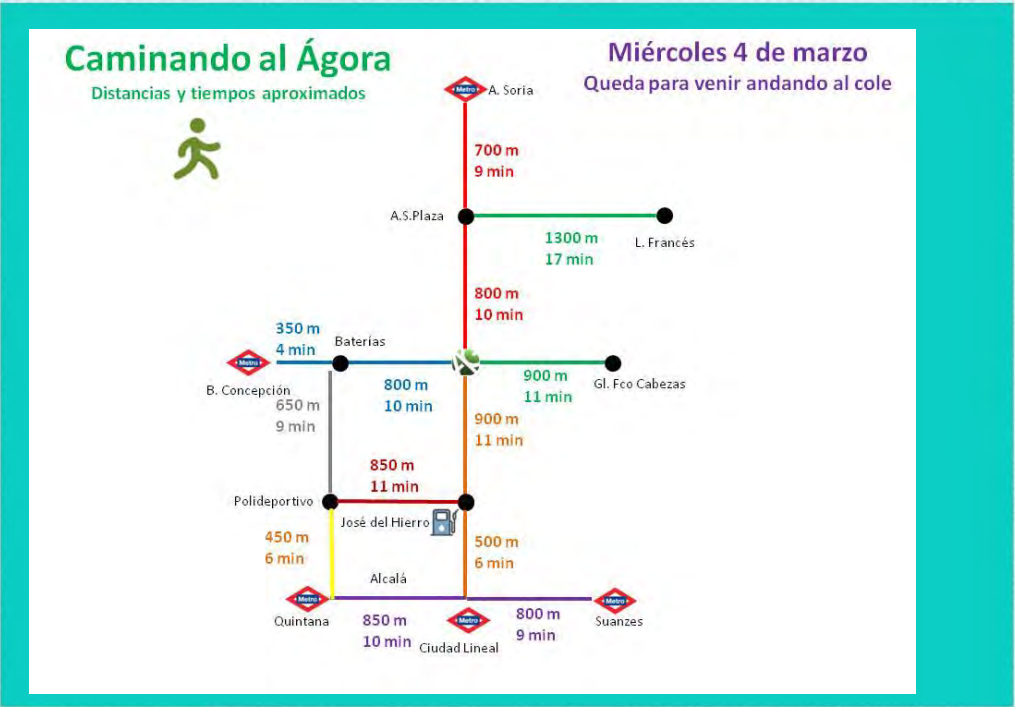 Caminando al Ágora
Distancias y tiempos aproximados
Miércoles 4 de marzo
Queda para venir andando al cole
Metro
A. Soria
700 m
9 min
A.S.Plaza
1300 m
17 min
L. Francés
800 m
10 min
350 m
4 min
Baterías
Metro
B. Concepción
800 m
10 min
900 m
11 min
Gl. Fco Cabezas
650 m
9 min
900 m
11 min
850 m
11 min
Polideportivo
José del Hierro
450 m
6 min
500 m
6 min
Alcalá
Metro
Quintana
850 m
10 min
Metro
Ciudad Lineal
800 m
9 min
Metro
Suanzes